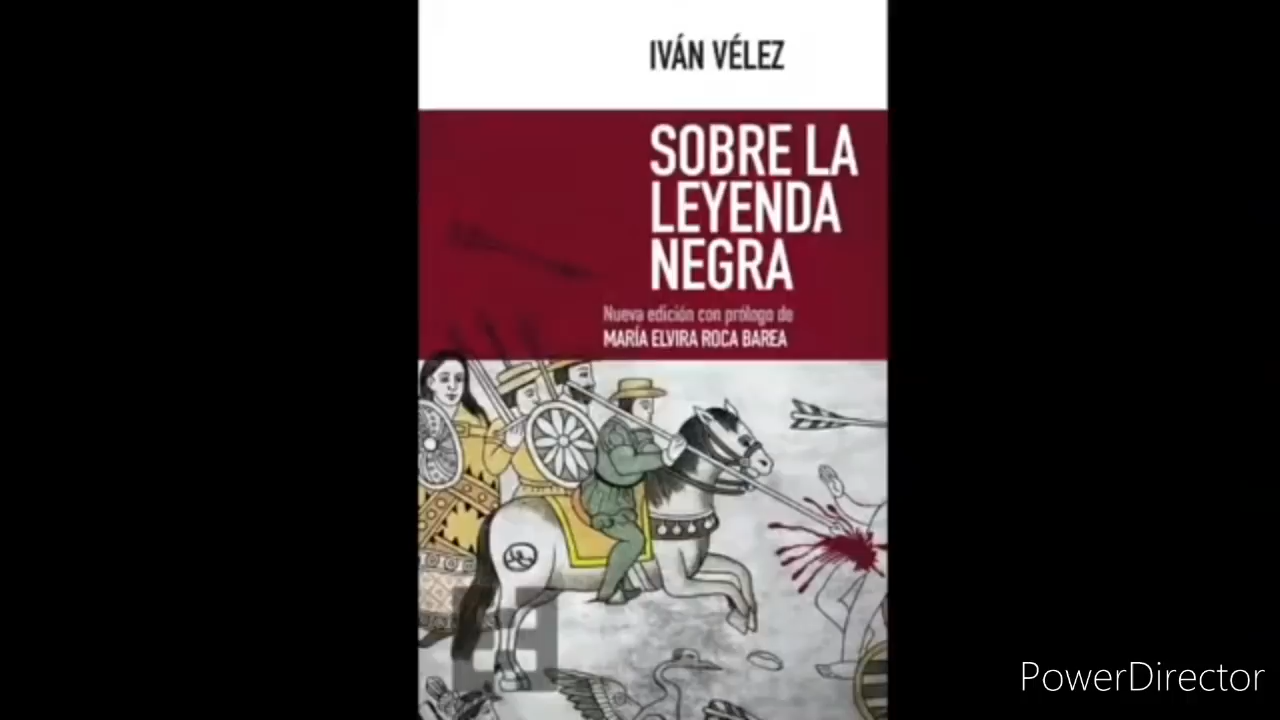 IVÁN VÉLEZ
SOBRE LA
LEYENDA
NEGRA
Nueva edición con prólogo de
MARÍA ELVIRA ROCA BAREA
PowerDirector